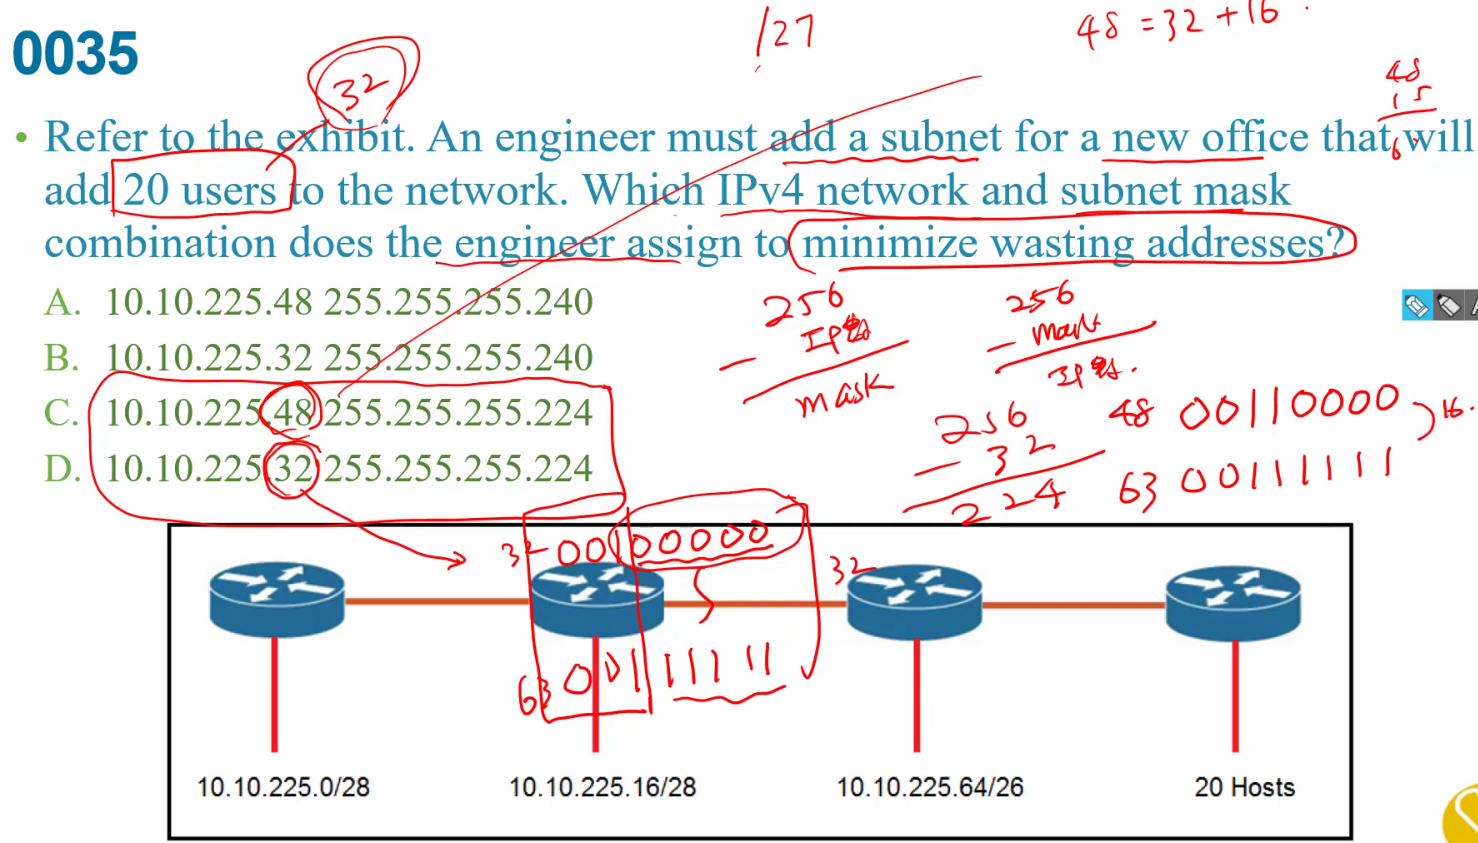 /27
48 = 32 + 16
0035
32
48
15
6
• Refer to the exhibit. An engineer must add a subnet for a new office that will
add 20 users to the network. Which IPv4 network and subnet mask
combination does the engineer assign to minimize wasting addresses?
A. 10.10.225.48 255.255.255.240
B. 10.10.225.32 255.255.255.240
C. 10.10.225.48 255.255.255.224
D. 10.10.225.32 255.255.255.224
256
IP
mask
256
- mask
IP
256
- 32
224
48 00110000
16.
63 00111111
32 00100000
32
63 00111111
10.10.225.0/28
10.10.225.16/28
10.10.225.64/26
20 Hosts